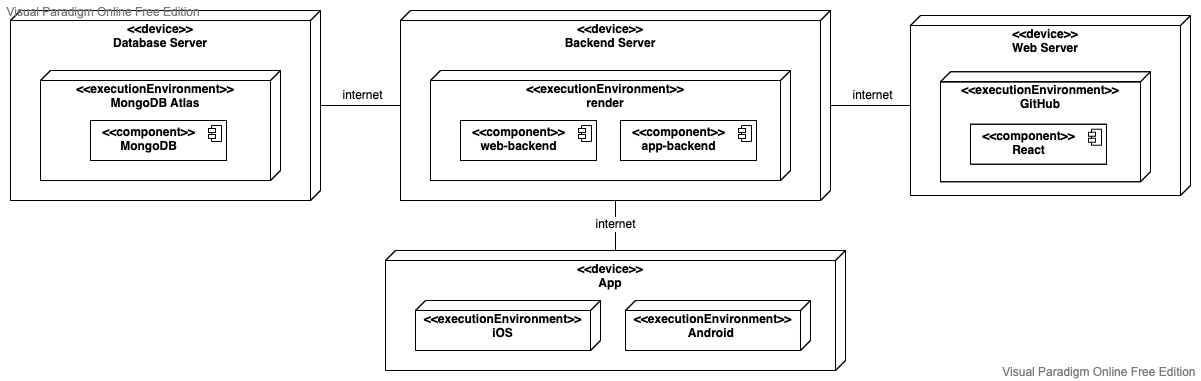 Visual Paradigm Online Free Edition
<<device>>
Database Server
<<executionEnvironment>>
MongoDB Atlas
<<component>>
MongoDB
internet
<<device>>
Backend Server
<<executionEnvironment>>
render
<<component>>
web-backend
<<component>>
app-backend
internet
<<device>>
Web Server
<<executionEnvironment>>
GitHub
<<component>>
React
internet
<<device>>
App
<<executionEnvironment>>
iOS
<<executionEnvironment>>
Android
Visual Paradigm Online Free Edition